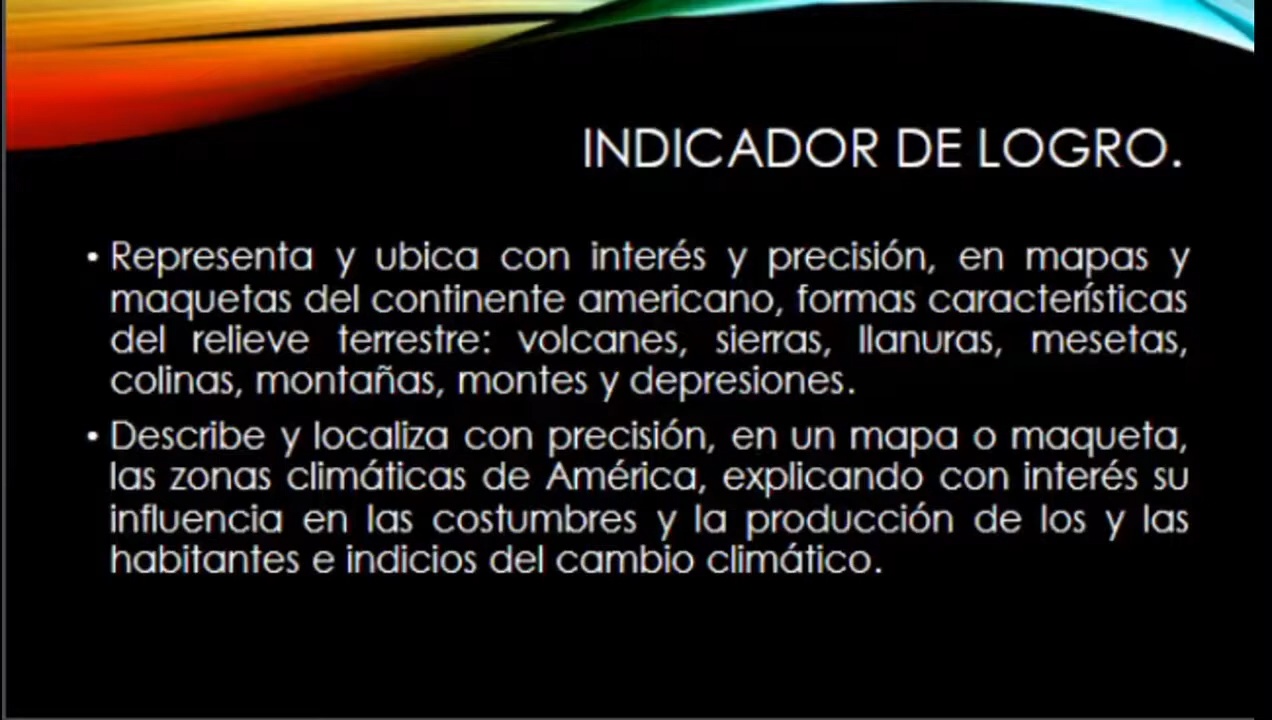 INDICADOR DE LOGRO.
• Representa y ubica con interés y precisión, en mapas y
maquetas del continente americano, formas características
del relieve terrestre: volcanes, sierras, llanuras, mesetas,
colinas, montañas, montes y depresiones.
• Describe y localiza con precisión, en un mapa o maqueta,
las zonas climáticas de América, explicando con interés su
influencia en las costumbres y la producción de los y las
habitantes e indicios del cambio climático.